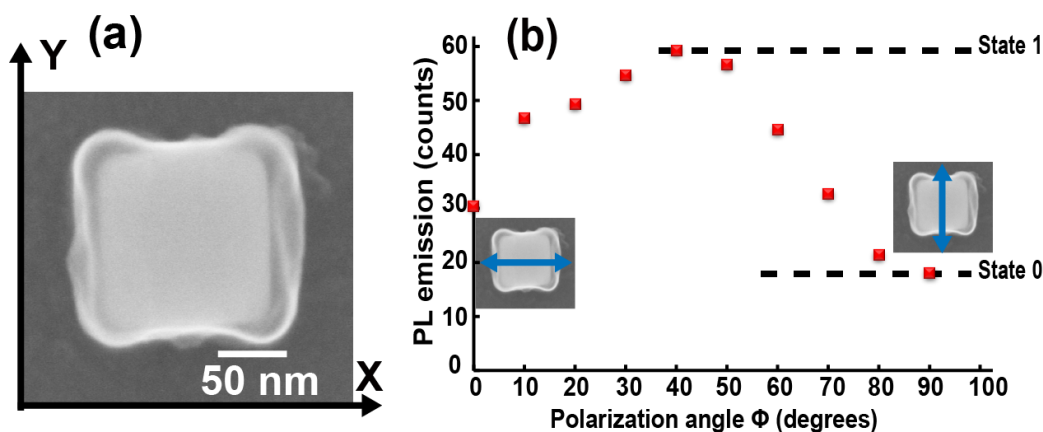 (a)
Y
X
50 nm
(b)
PL emission (counts)
60
50
40
30
20
10
0
0 10 20 30 40 50 60 70 80 90 100
Polarization angle Φ (degrees)
State 1
State 0